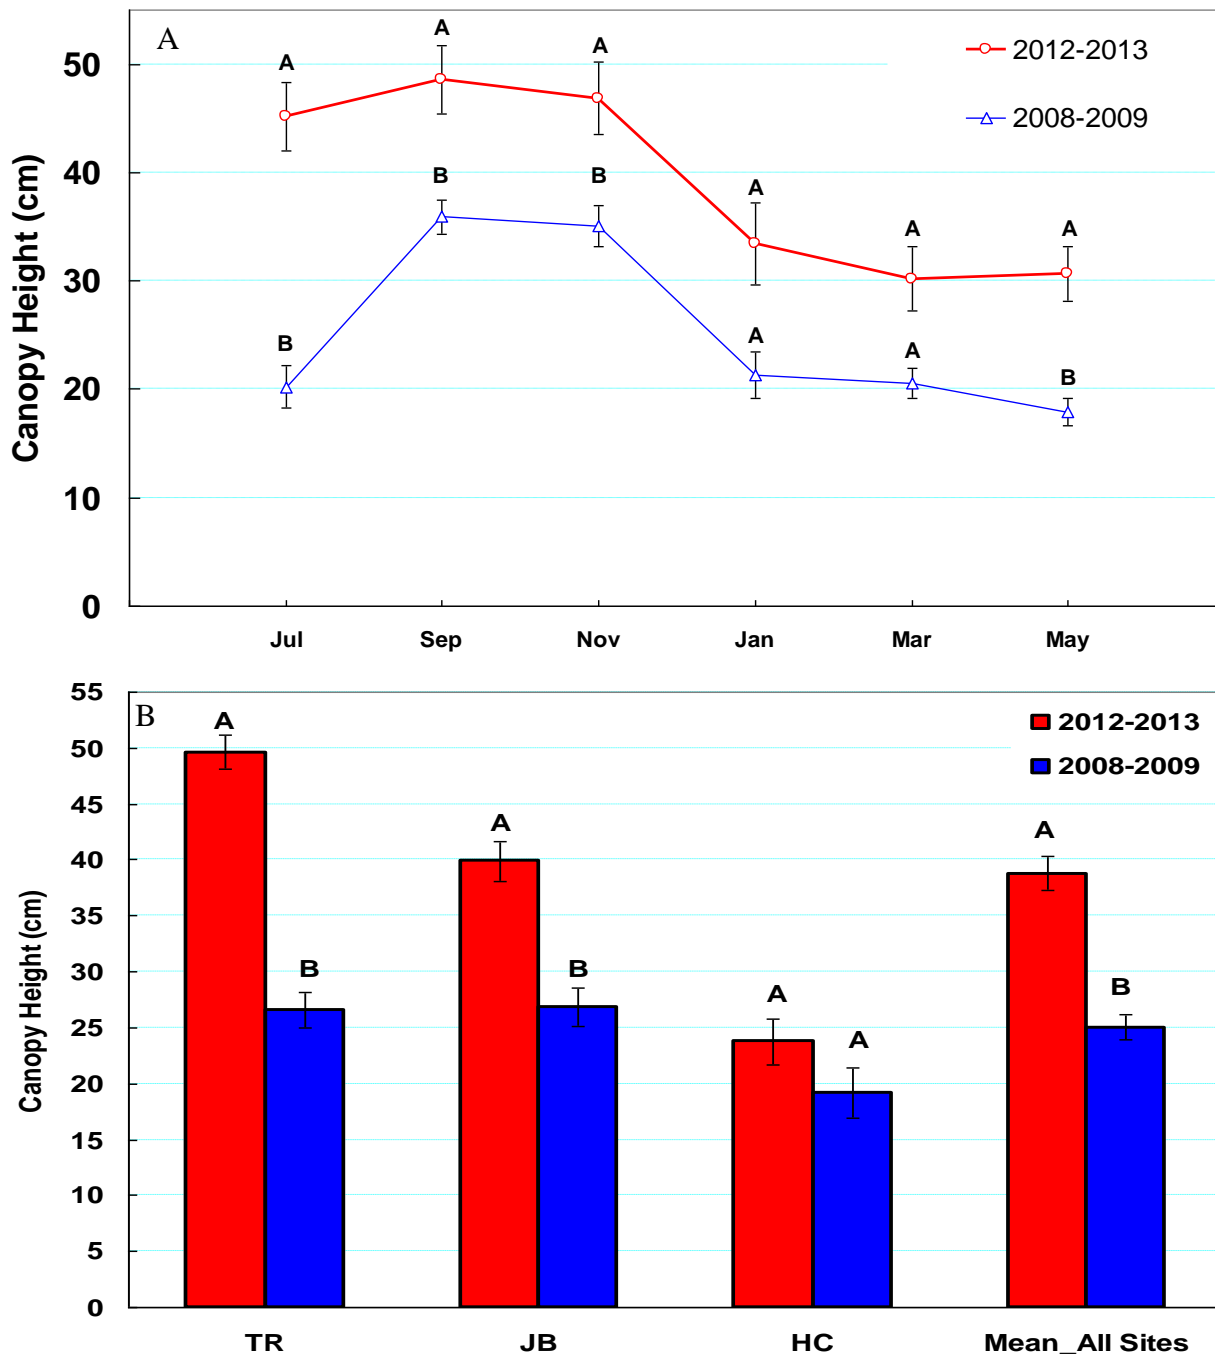 A
2012-2013
2008-2009
Canopy Height (cm)
50
40
30
20
10
0
A
A
A
A
A
A
B
B
B
A
A
B
Jul Sep Nov Jan Mar May
B
2012-2013
2008-2009
Canopy Height (cm)
55
50
45
40
35
30
25
20
15
10
5
0
A
B
A
B
A
A
A
B
TR JB HC Mean_All Sites